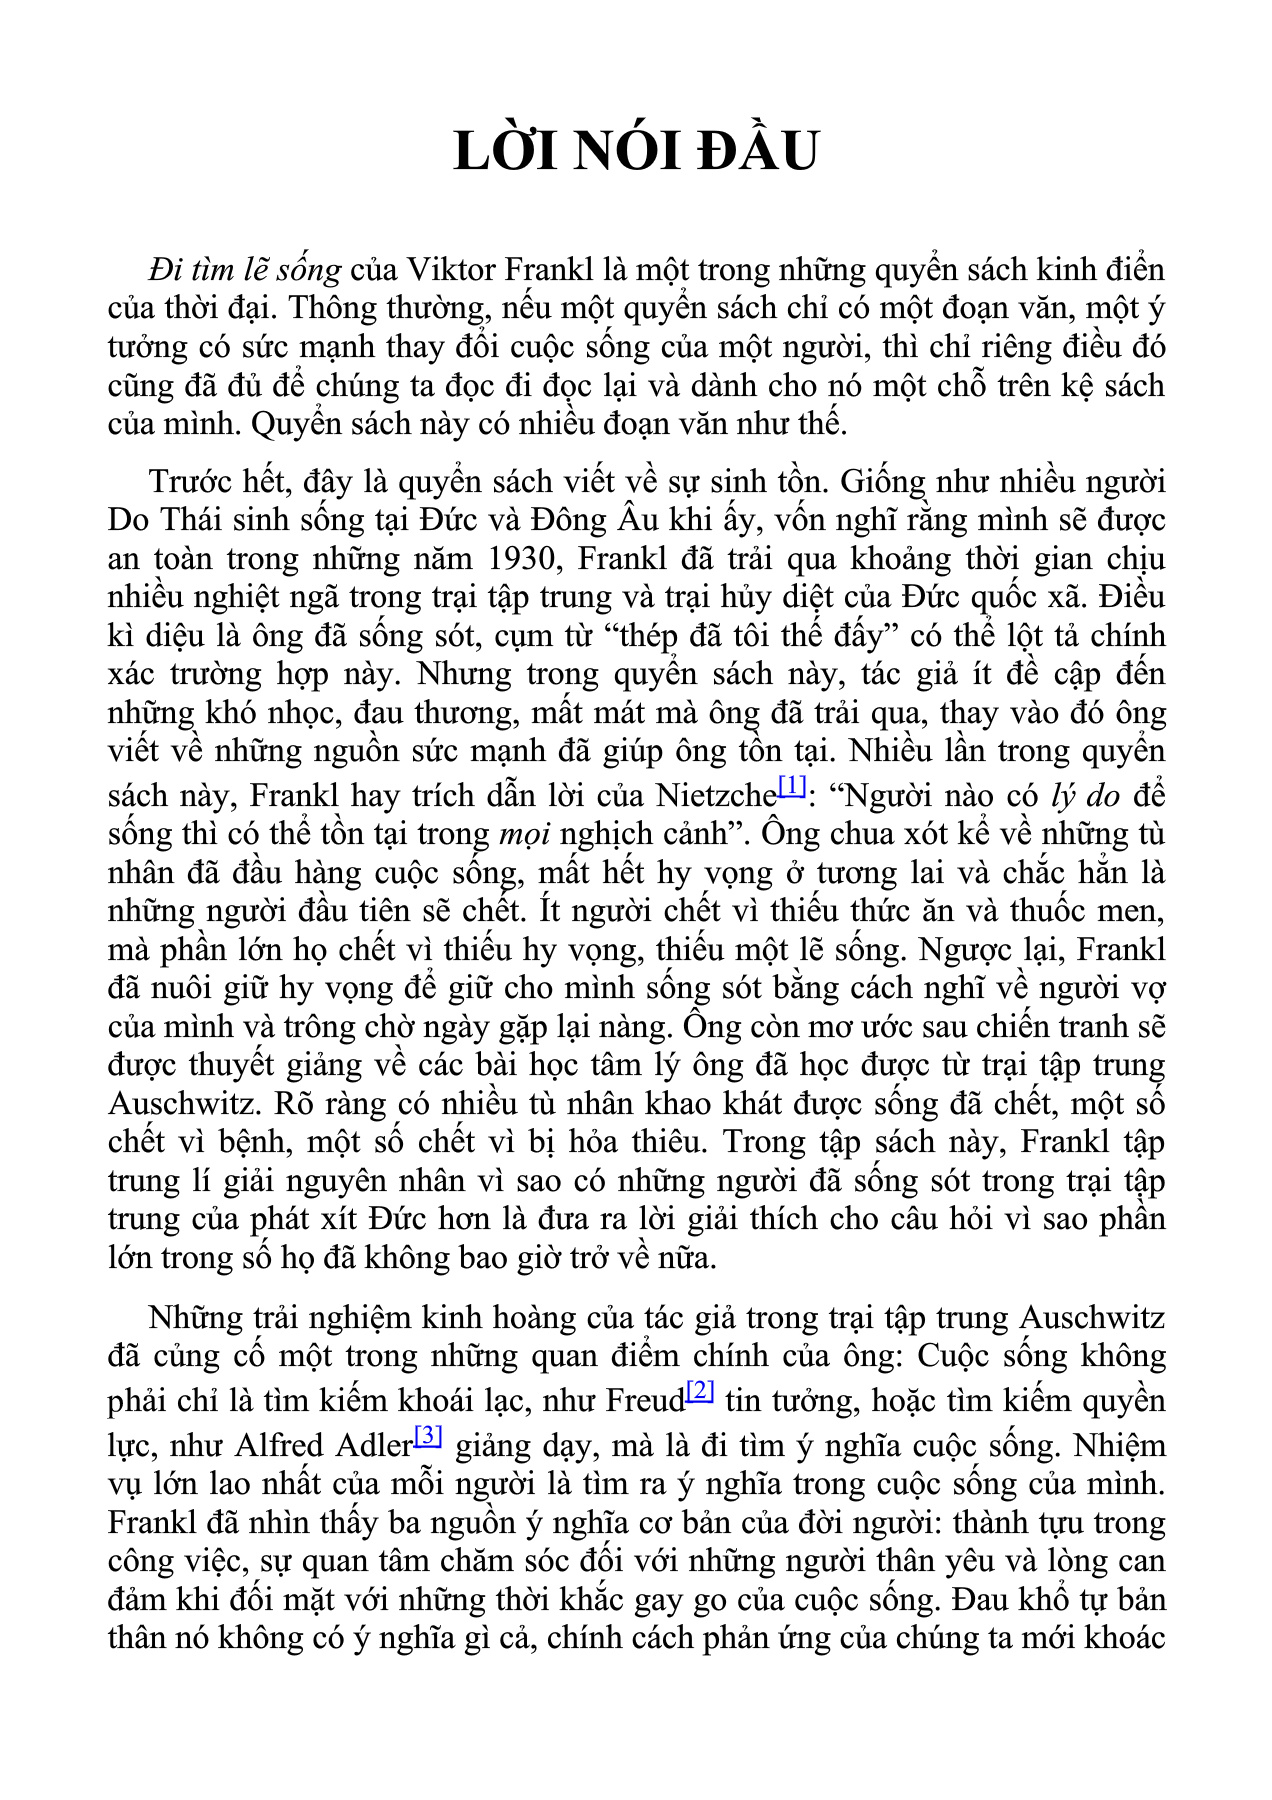 LỜI NÓI ĐẦU
Đi tìm lẽ sống của Viktor Frankl là một trong những quyển sách kinh điển
của thời đại. Thông thường, nếu một quyển sách chỉ có một đoạn văn, một ý
tưởng có sức mạnh thay đổi cuộc sống của một người, thì chỉ riêng điều đó
cũng đã đủ để chúng ta đọc đi đọc lại và dành cho nó một chỗ trên kệ sách
của mình. Quyển sách này có nhiều đoạn văn như thế.
Trước hết, đây là quyển sách viết về sự sinh tồn. Giống như nhiều người
Do Thái sinh sống tại Đức và Đông Âu khi ấy, vốn nghĩ rằng mình sẽ được
an toàn trong những năm 1930, Frankl đã trải qua khoảng thời gian chịu
nhiều nghiệt ngã trong trại tập trung và trại hủy diệt của Đức quốc xã. Điều
kì diệu là ông đã sống sót, cụm từ “thép đã tôi thế đấy” có thể lột tả chính
xác trường hợp này. Nhưng trong quyển sách này, tác giả ít đề cập đến
những khó nhọc, đau thương, mất mát mà ông đã trải qua, thay vào đó ông
viết về những nguồn sức mạnh đã giúp ông tồn tại. Nhiều lần trong quyển
sách này, Frankl hay trích dẫn lời của Nietzche[1]: “Người nào có lý do để
sống thì có thể tồn tại trong mọi nghịch cảnh”. Ông chua xót kể về những tù
nhân đã đầu hàng cuộc sống, mất hết hy vọng ở tương lai và chắc hẳn là
những người đầu tiên sẽ chết. Ít người chết vì thiếu thức ăn và thuốc men,
mà phần lớn họ chết vì thiếu hy vọng, thiếu một lẽ sống. Ngược lại, Frankl
đã nuôi giữ hy vọng để giữ cho mình sống sót bằng cách nghĩ về người vợ
của mình và trông chờ ngày gặp lại nàng. Ông còn mơ ước sau chiến tranh sẽ
được thuyết giảng về các bài học tâm lý ông đã học được từ trại tập trung
Auschwitz. Rõ ràng có nhiều tù nhân khao khát được sống đã chết, một số
chết vì bệnh, một số chết vì bị hỏa thiêu. Trong tập sách này, Frankl tập
trung lí giải nguyên nhân vì sao có những người đã sống sót trong trại tập
trung của phát xít Đức hơn là đưa ra lời giải thích cho câu hỏi vì sao phần
lớn trong số họ đã không bao giờ trở về nữa.
Những trải nghiệm kinh hoàng của tác giả trong trại tập trung Auschwitz
đã củng cố một trong những quan điểm chính của ông: Cuộc sống không
phải chỉ là tìm kiếm khoái lạc, như Freud[2] tin tưởng, hoặc tìm kiếm quyền
lực, như Alfred Adler[3] giảng dạy, mà là đi tìm ý nghĩa cuộc sống. Nhiệm
vụ lớn lao nhất của mỗi người là tìm ra ý nghĩa trong cuộc sống của mình.
Frankl đã nhìn thấy ba nguồn ý nghĩa cơ bản của đời người: thành tựu trong
công việc, sự quan tâm chăm sóc đối với những người thân yêu và lòng can
đảm khi đối mặt với những thời khắc gay go của cuộc sống. Đau khổ tự bản
thân nó không có ý nghĩa gì cả, chính cách phản ứng của chúng ta mới khoác